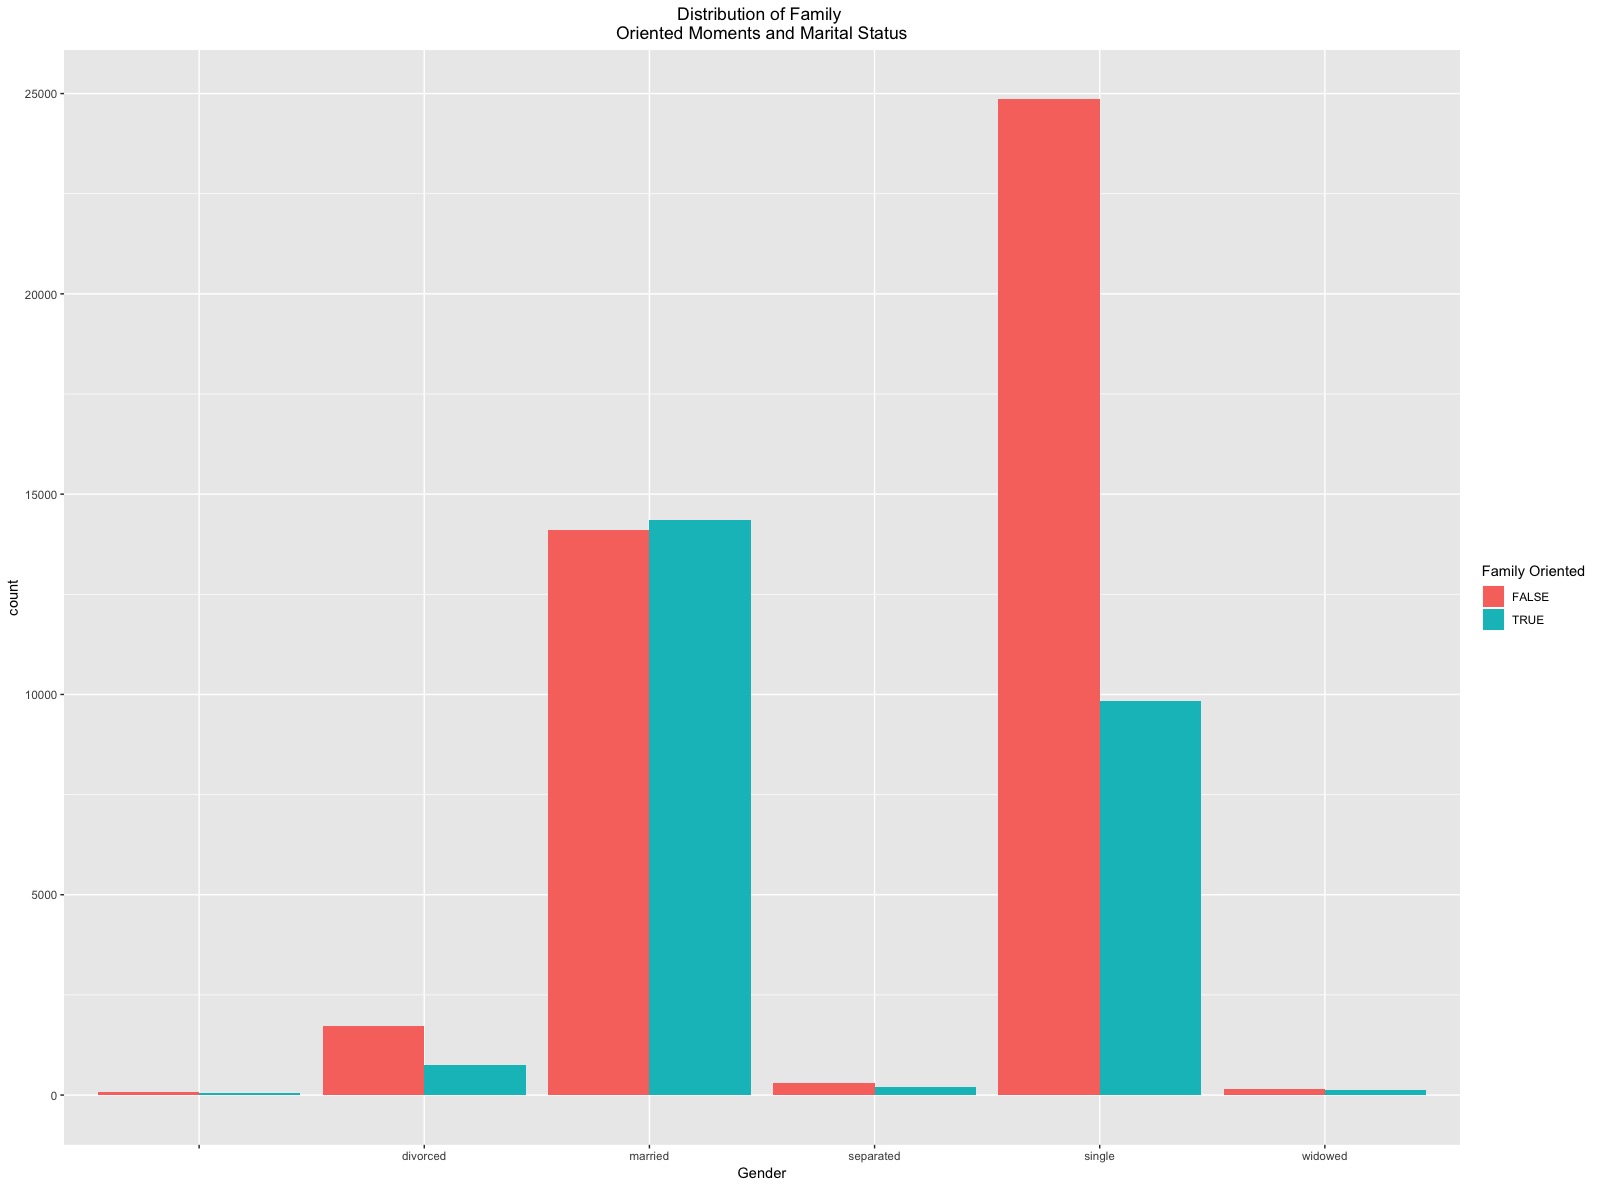 Distribution of Family
Oriented Moments and Marital Status
25000
20000
15000
10000
5000
0
count
divorced married separated single widowed
Gender
Family Oriented
FALSE
TRUE